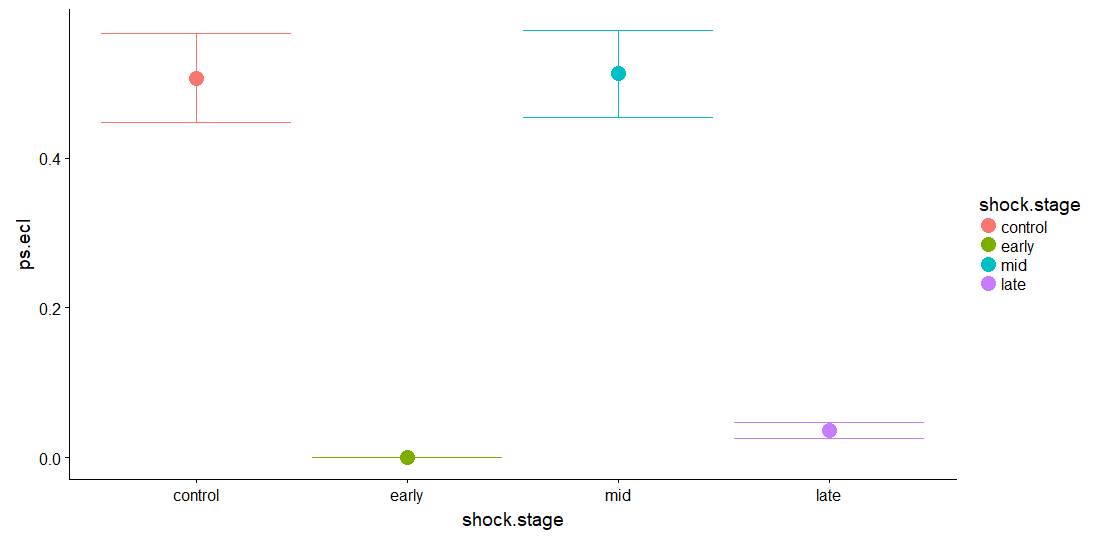 ps.ecl
0.4
0.2
0.0
control early mid late
shock.stage
shock.stage
control
early
mid
late